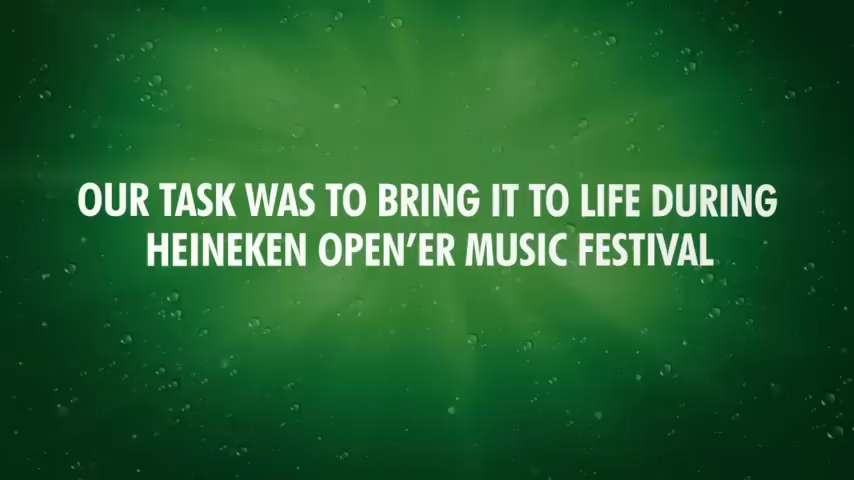 OUR TASK WAS TO BRING IT TO LIFE DURING
HEINEKEN OPEN’ER MUSIC FESTIVAL